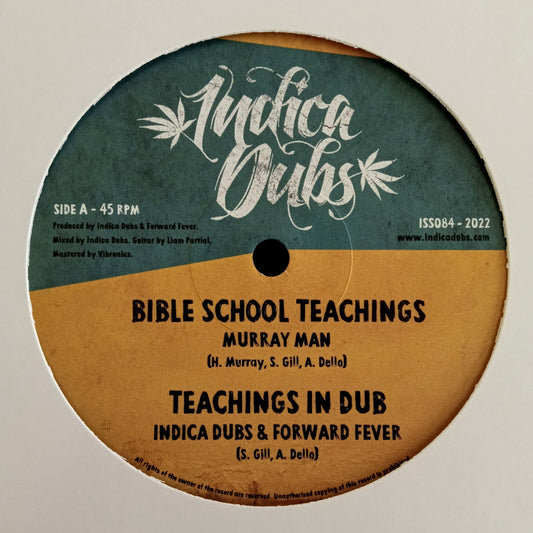 Indica
Dubs
SIDE A - 45 RPM
Produced by Indica Dubs & Forward Fever.
Mixed by Indica Dubs. Guitar by Liam Partial.
Mastered by Vibronics.
ISS084 - 2022
www.indicadubs.com
BIBLE SCHOOL TEACHINGS
MURRAY MAN
(H. Murray, S. Gill, A. Dello)
TEACHINGS IN DUB
INDICA DUBS & FORWARD FEVER
(S. Gill, A. Dello)
All rights of the owner of the record are reserved. Unauthorised copying of this record is prohibited.